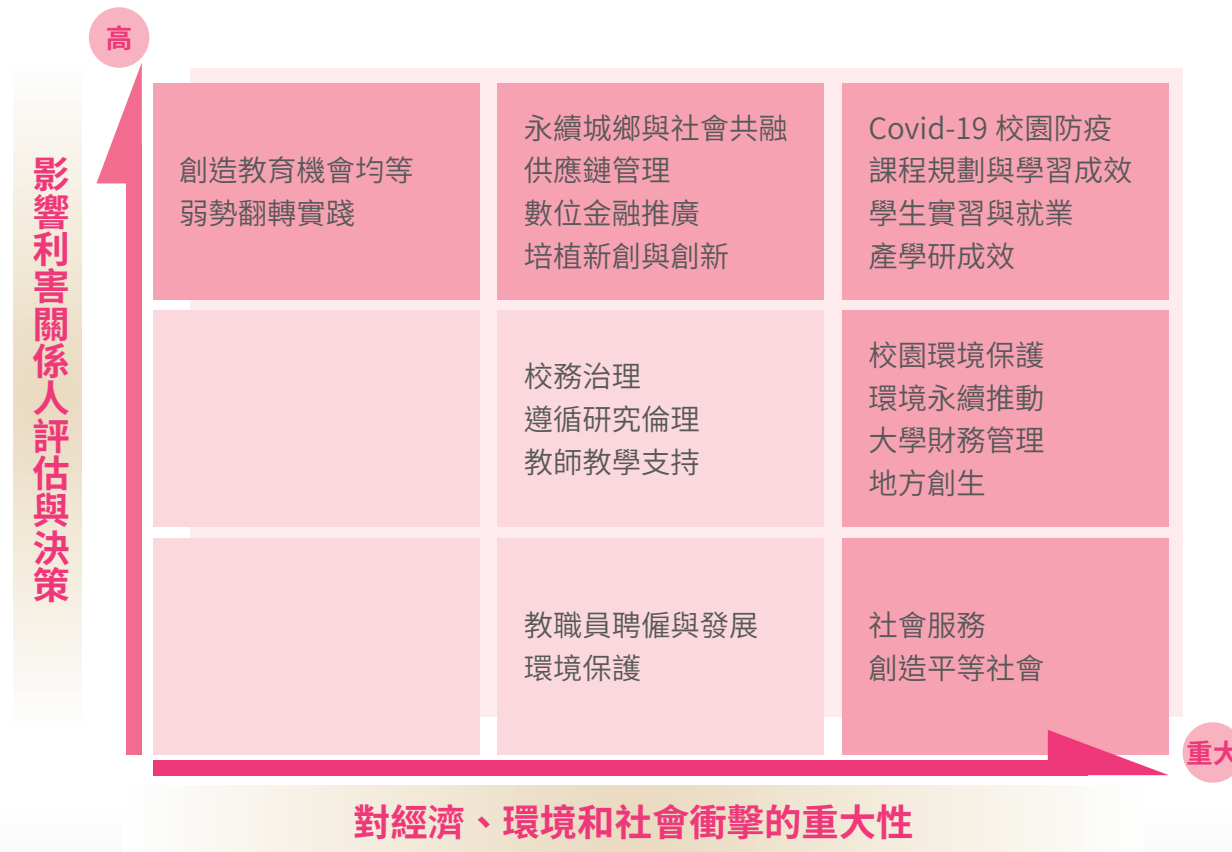 高
影響利害關係人評估與決策
創造教育機會均等
弱勢翻轉實踐
永續城鄉與社會共融
供應鏈管理
數位金融推廣
培植新創與創新
Covid-19 校園防疫
課程規劃與學習成效
學生實習與就業
產學研成效
校務治理
遵循研究倫理
教師教學支持
校園環境保護
環境永續推動
大學財務管理
地方創生
教職員聘僱與發展
環境保護
社會服務
創造平等社會
重大
對經濟、環境和社會衝擊的重大性